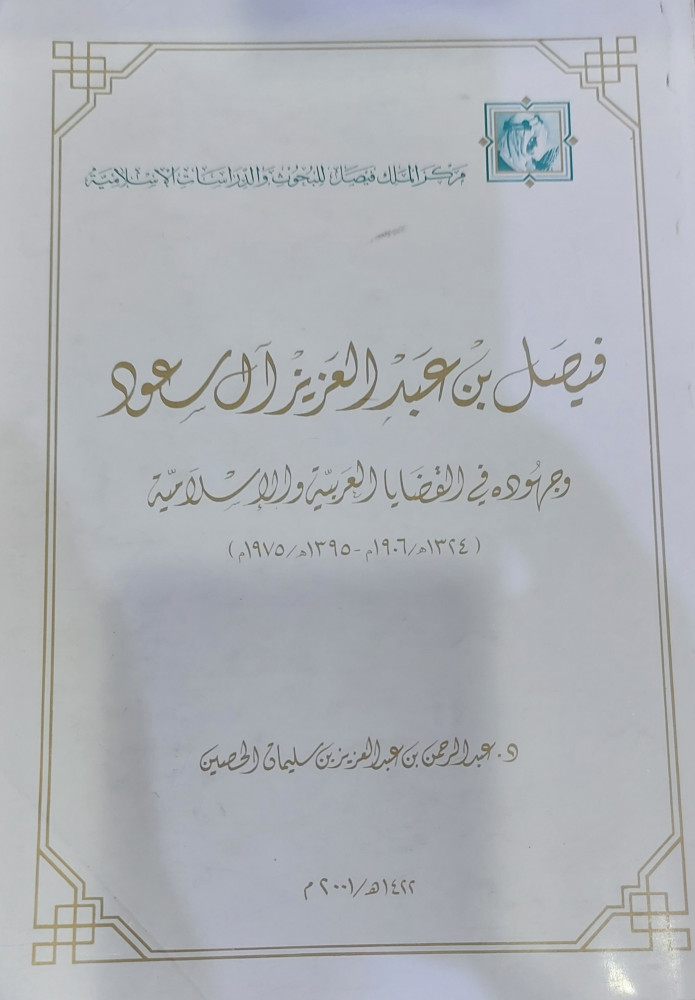 مركز الملك فيصل للبحوث والدراسات الإسلامية
فيصل بن عبد العزيز آل سعود
وجهوده في القضايا العربية والإسلامية
(١٣٢٤هـ/١٩٠٦م - ١٣٩٥هـ/١٩٧٥م)
د. عبد الرحمن بن عبد العزيز بن سليمان الحصين
١٤٢٢هـ/٢٠٠١م